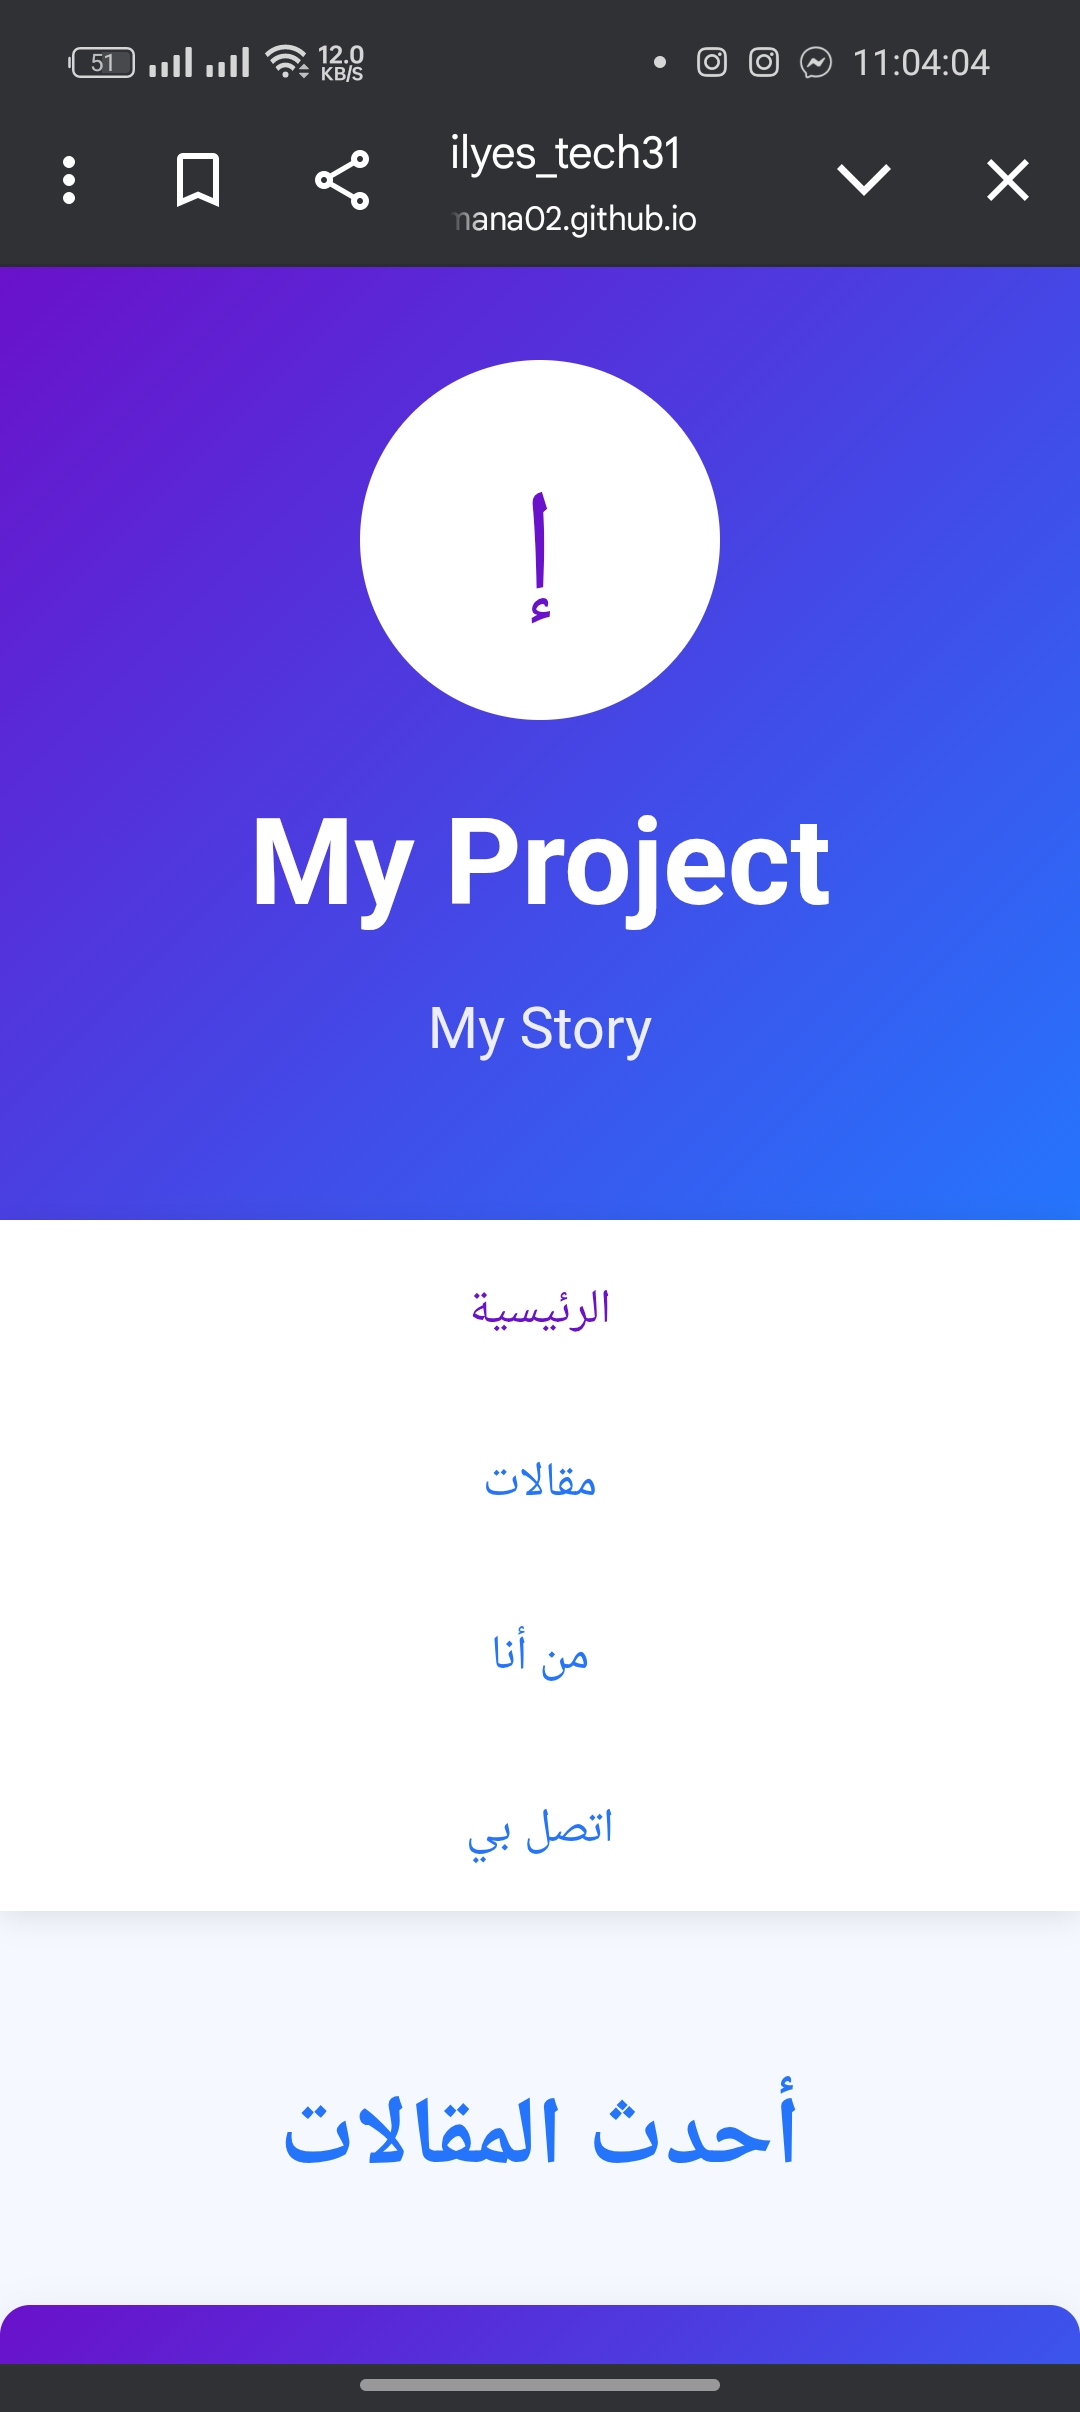 51
12.0
KB/S
11:04:04
ilyes_tech31
mana02.github.io
إ
My Project
My Story
الرئيسية
مقالات
من أنا
اتصل بي
أحدث المقالات